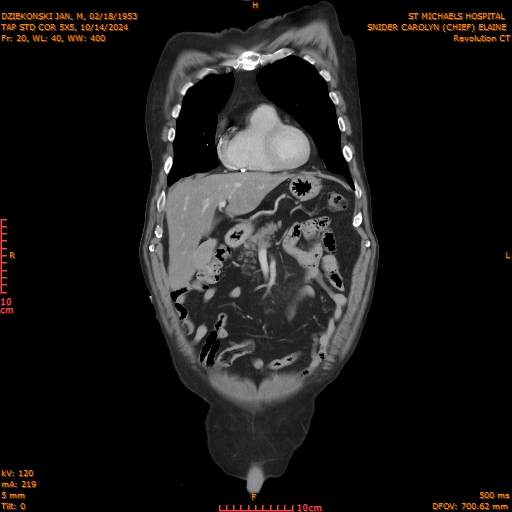 H
DZIEKONSKI JAN, M, 02/18/1953
TAP STD COR 5X5, 10/14/2024
Fr: 20, WL: 40, WW: 400
ST MICHAELS HOSPITAL
SNIDER CAROLYN (CHIEF) ELAINE
Revolution CT
R
L
10
cm
kV: 120
mA: 219
5 mm
Tilt: 0
F
10cm
500 ms
DFOV: 700.62 mm